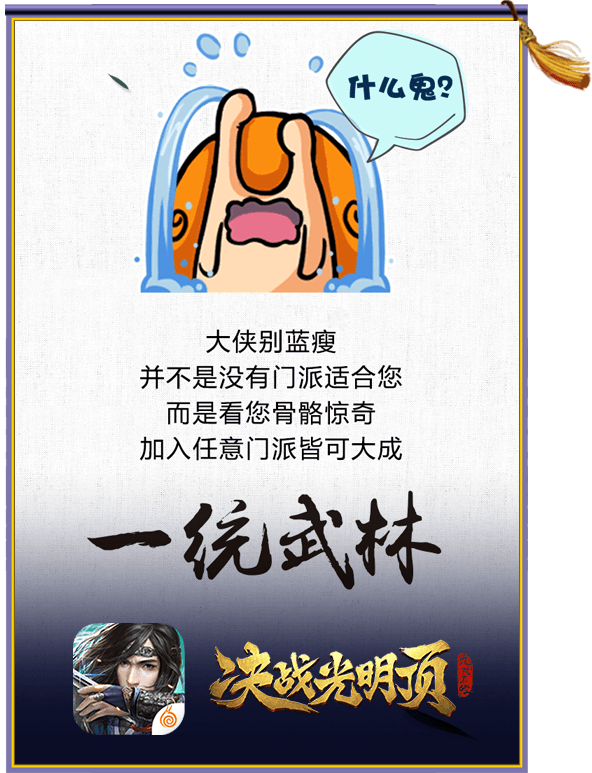 什么鬼?
大侠别蓝瘦
并不是没有门派适合您
而是看您骨骼惊奇
加入任意门派皆可大成
一统武林
决战光明顶